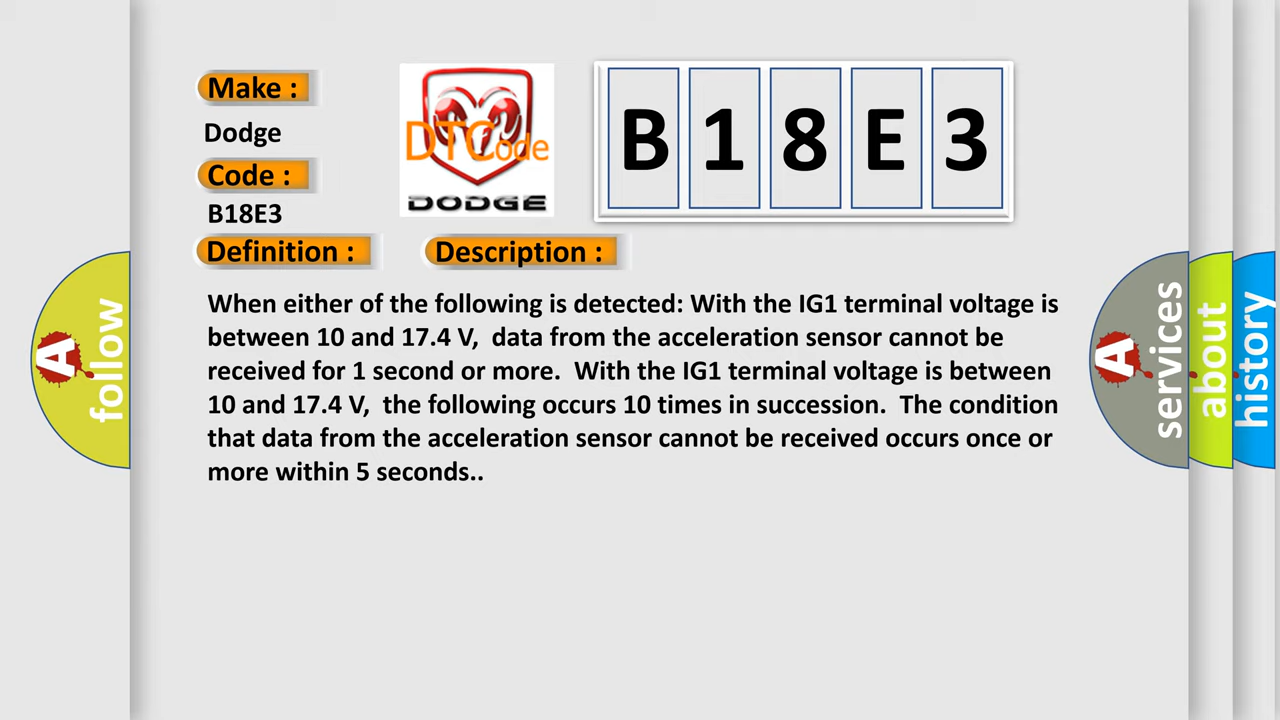 Make :
Dodge
Code :
B18E3
Definition :
Description :
DTCode
DODGE
B 1 8 E 3
When either of the following is detected: With the IG1 terminal voltage is
between 10 and 17.4 V,  data from the acceleration sensor cannot be
received for 1 second or more.  With the IG1 terminal voltage is between
10 and 17.4 V,  the following occurs 10 times in succession.  The condition
that data from the acceleration sensor cannot be received occurs once or
more within 5 seconds..
A
follow
A
services
about
history